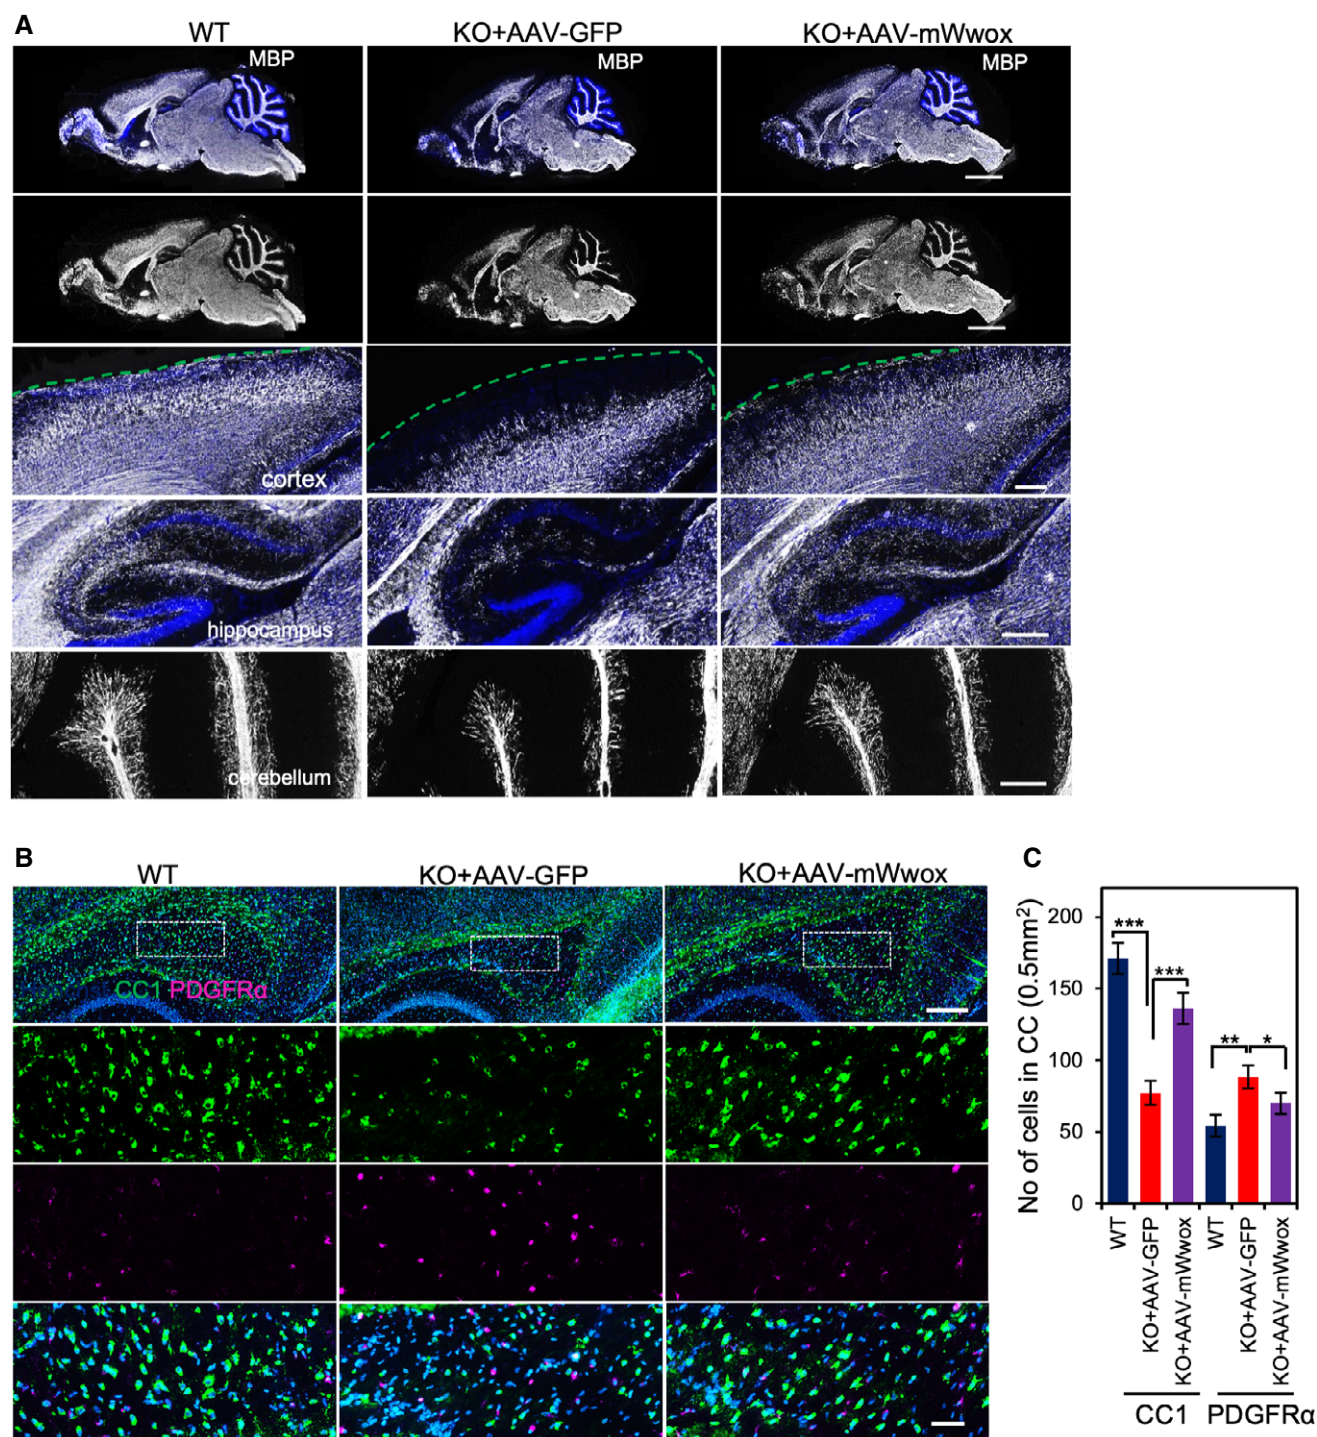 A
WT KO+AAV-GFP KO+AAV-mWwox
MBP MBP MBP
cortex
hippocampus
cerebellum
B
WT KO+AAV-GFP KO+AAV-mWwox
CC1 PDGFRα
C
No of cells in CC (0.5mm²)
200
150
100
50
0
*** *** ** *
WT KO+AAV-GFP KO+AAV-mWwox WT KO+AAV-GFP KO+AAV-mWwox
CC1 PDGFRα